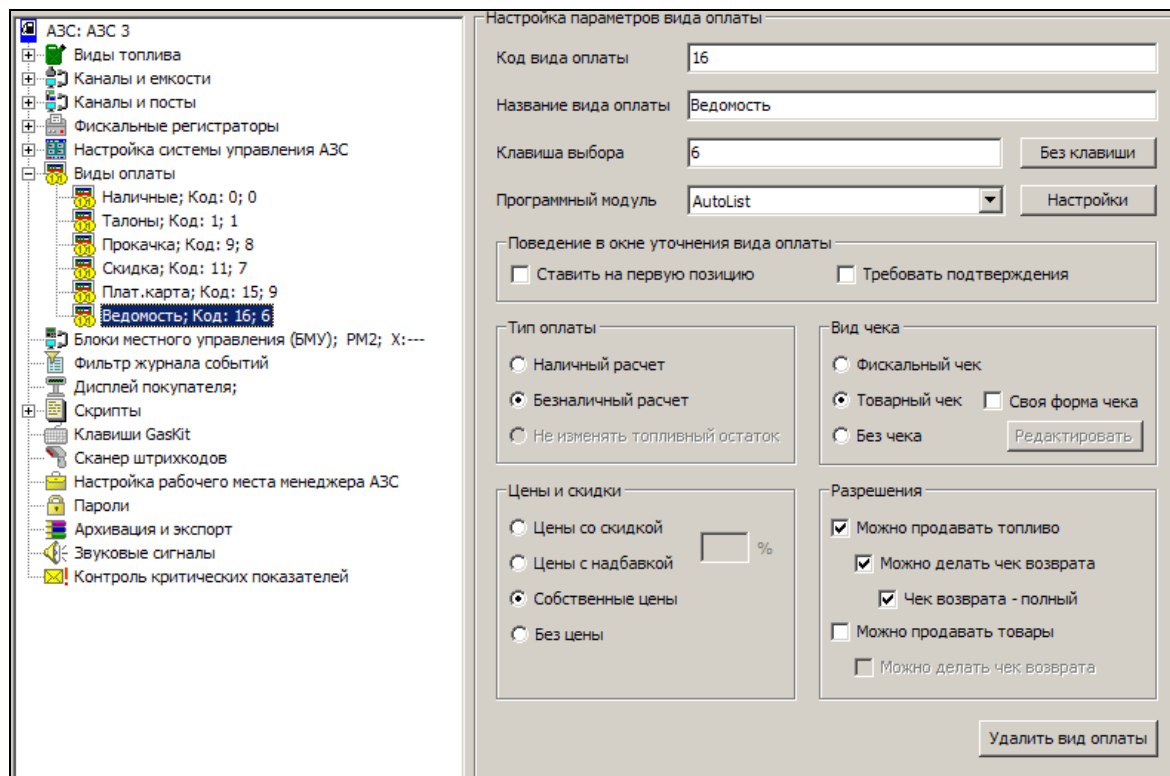 АЗС: АЗС 3
Виды топлива
Каналы и емкости
Каналы и посты
Фискальные регистраторы
Настройка системы управления АЗС
Виды оплаты
Наличные; Код: 0; 0
Талоны; Код: 1; 1
Прокачка; Код: 9; 8
Скидка; Код: 11; 7
Плат.карта; Код: 15; 9
Ведомость; Код: 16; 6
Блоки местного управления (БМУ); РМ2; X:---
Фильтр журнала событий
Дисплей покупателя;
Скрипты
Клавиши GasKit
Сканер штрихкодов
Настройка рабочего места менеджера АЗС
Пароли
Архивация и экспорт
Звуковые сигналы
Контроль критических показателей
Настройка параметров вида оплаты
Код вида оплаты 16
Название вида оплаты Ведомость
Клавиша выбора 6 Без клавиши
Программный модуль AutoList Настройки
Поведение в окне уточнения вида оплаты
Ставить на первую позицию Требовать подтверждения
Тип оплаты
Наличный расчет
Безналичный расчет
Не изменять топливный остаток
Вид чека
Фискальный чек
Товарный чек Своя форма чека
Без чека Редактировать
Цены и скидки
Цены со скидкой
%
Цены с надбавкой
Собственные цены
Без цены
Разрешения
Можно продавать топливо
Можно делать чек возврата
Чек возврата - полный
Можно продавать товары
Можно делать чек возврата
Удалить вид оплаты